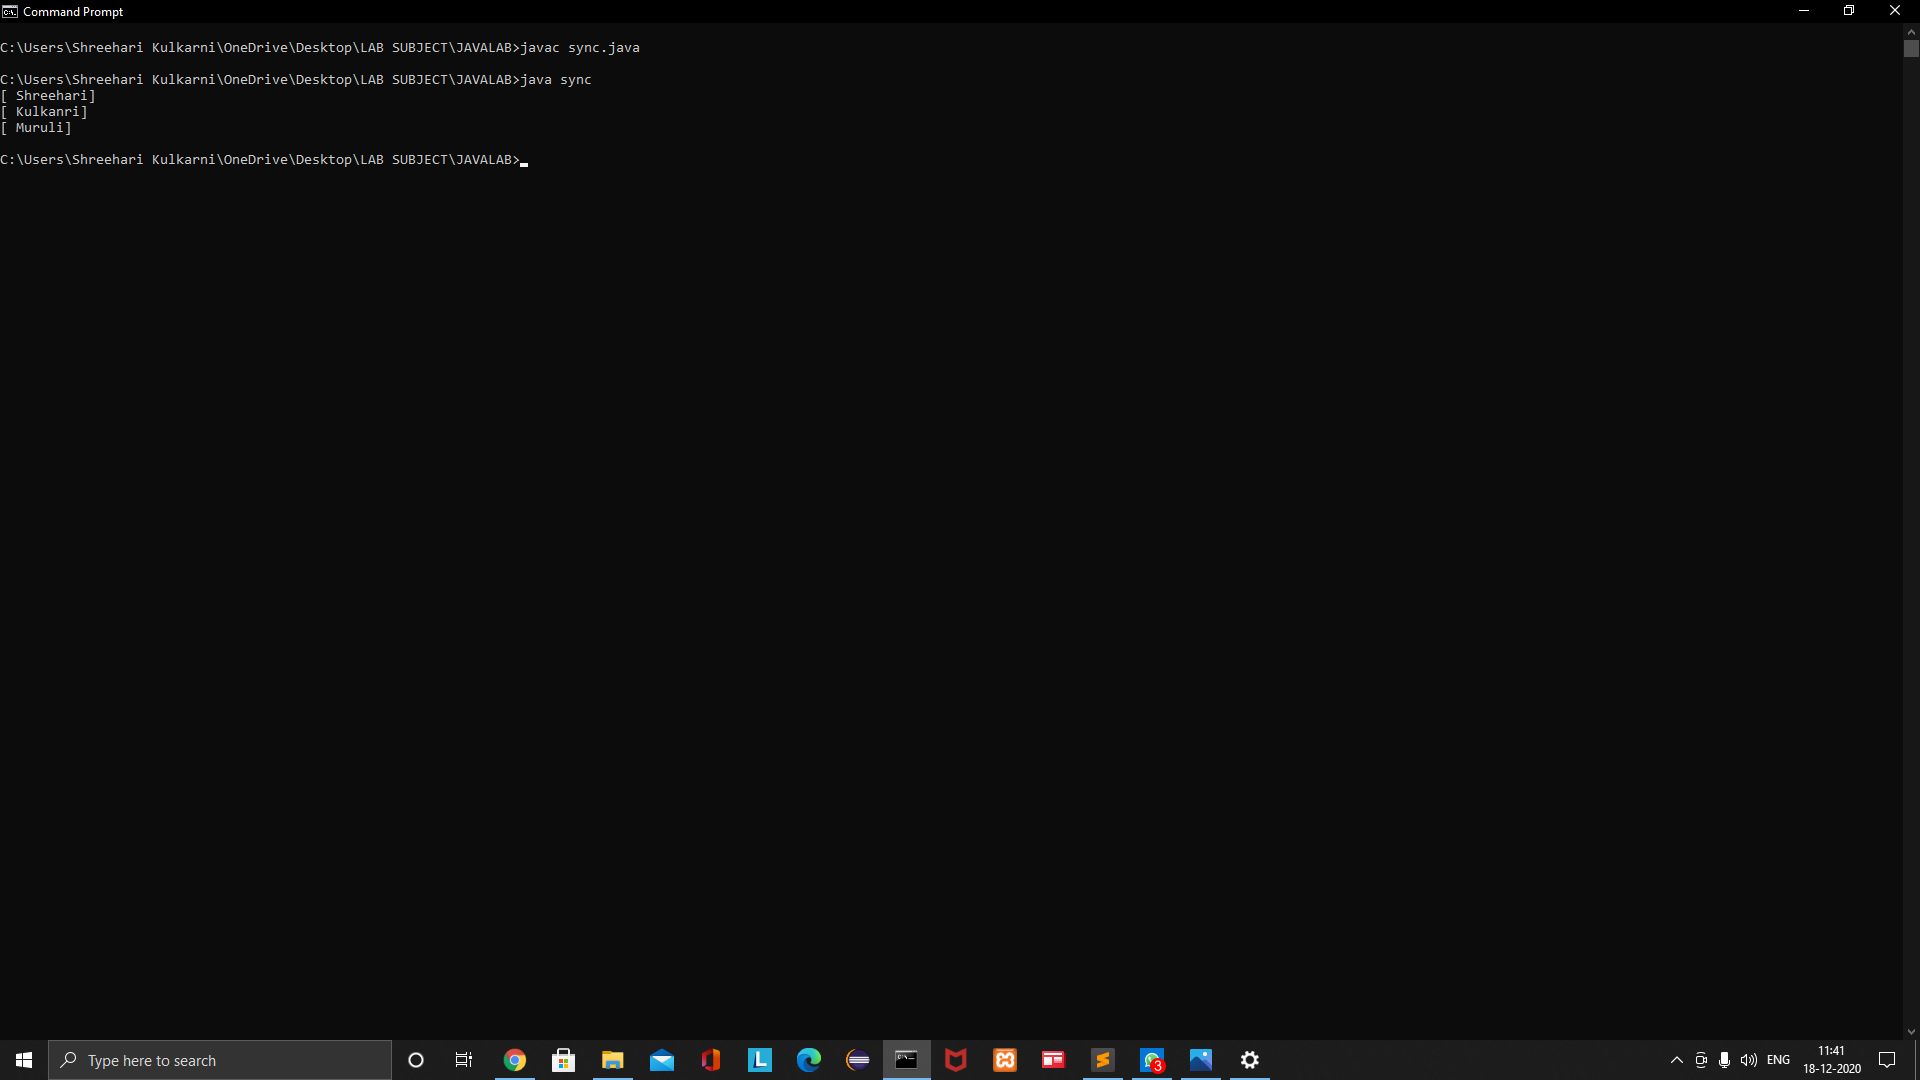 Command Prompt
C:\Users\Shreehari Kulkarni\OneDrive\Desktop\LAB SUBJECT\JAVALAB>javac sync.java
C:\Users\Shreehari Kulkarni\OneDrive\Desktop\LAB SUBJECT\JAVALAB>java sync
[ Shreehari]
[ Kulkanri]
[ Muruli]
C:\Users\Shreehari Kulkarni\OneDrive\Desktop\LAB SUBJECT\JAVALAB>
Type here to search
L
3
ENG
11:41
18-12-2020